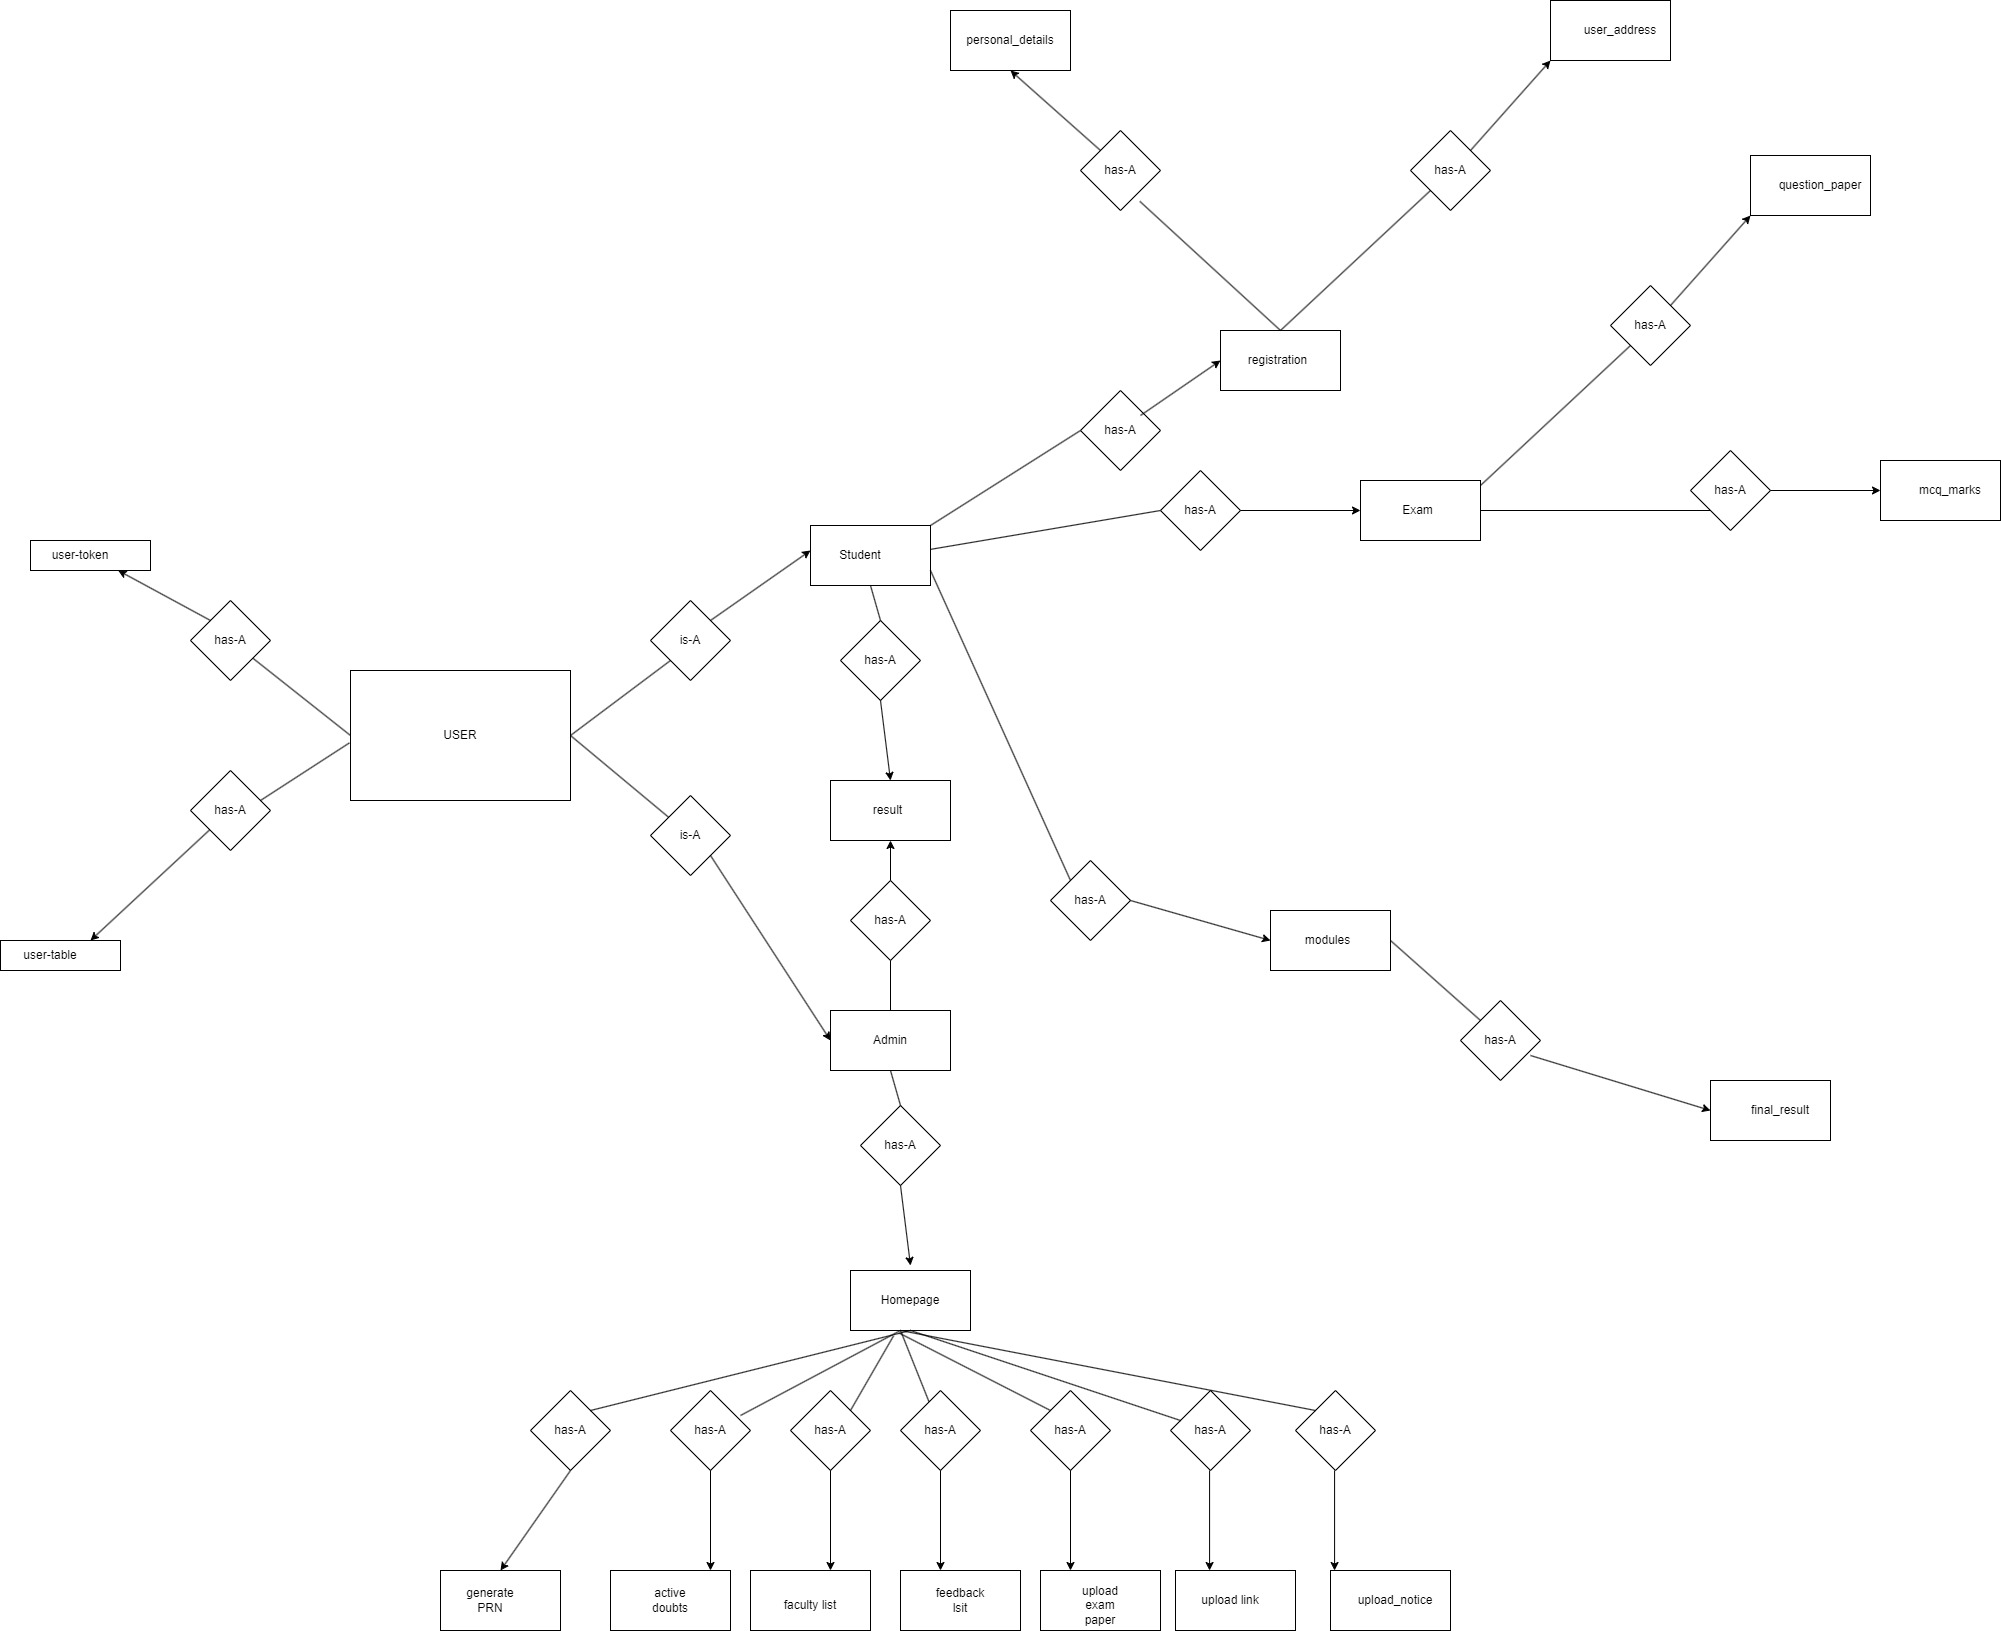 user_address
personal_details
has-A
has-A
question_paper
has-A
registration
has-A
has-A
mcq_marks
has-A
Exam
user-token
Student
has-A
is-A
has-A
USER
has-A
result
is-A
has-A
has-A
modules
user-table
Admin
has-A
final_result
has-A
Homepage
has-A
has-A
has-A
has-A
has-A
has-A
has-A
generate
PRN
active
doubts
faculty list
feedback
lsit
upload
exam
paper
upload link
upload_notice